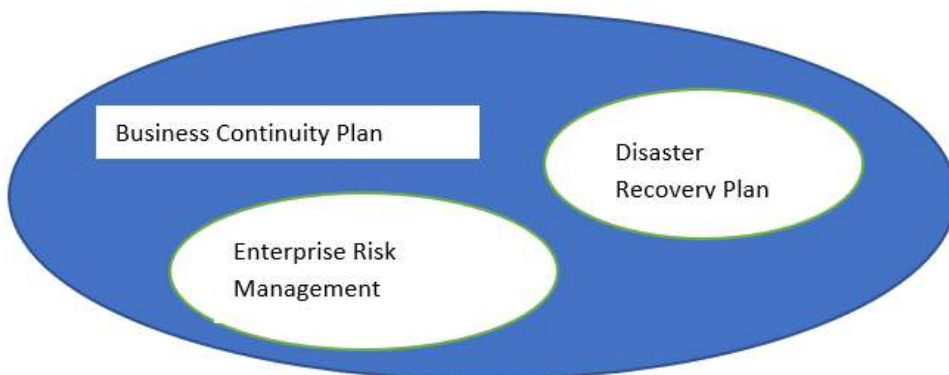 Business Continuity Plan
Disaster
Recovery Plan
Enterprise Risk
Management